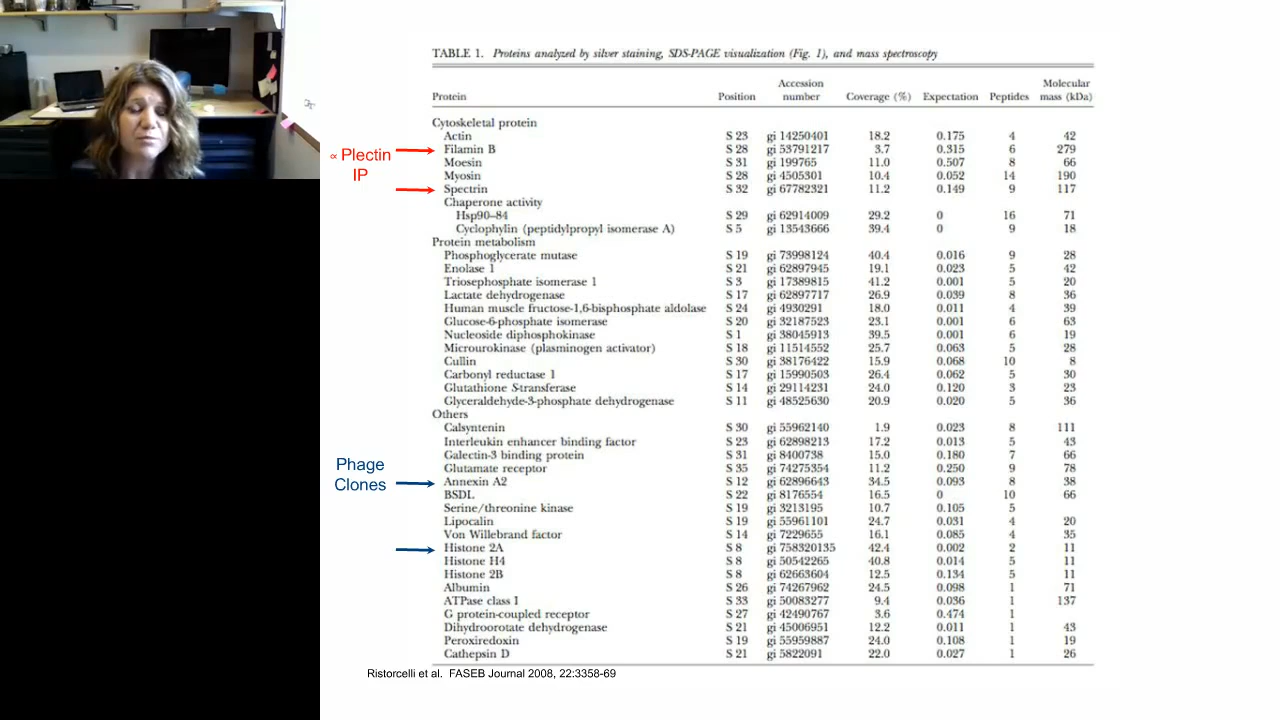 TABLE 1. Proteins analyzed by silver staining, SDS-PAGE visualization (Fig. 1), and mass spectroscopy
Protein Position Accession number Coverage (%) Expectation Peptides Molecular mass (kDa)
Cytoskeletal protein
Actin S 23 gi 14250401 18.2 0.175 4 42
Filamin B S 28 gi 53791217 3.7 0.315 6 279
Moesin S 31 gi 199765 11.0 0.507 8 66
Myosin S 28 gi 4505301 10.4 0.052 14 190
Spectrin S 32 gi 67782321 11.2 0.149 9 117
Chaperone activity
Hsp90–84 S 29 gi 62914009 29.2 0 16 71
Cyclophylin (peptidylpropyl isomerase A) S 5 gi 13543666 39.4 0 9 18
Protein metabolism
Phosphoglycerate mutase S 19 gi 73998124 40.4 0.016 9 28
Enolase 1 S 21 gi 62897945 19.1 0.023 5 42
Triosephosphate isomerase 1 S 3 gi 17389815 41.2 0.001 5 20
Lactate dehydrogenase S 17 gi 62897717 26.9 0.039 8 36
Human muscle fructose-1,6-bisphosphate aldolase S 24 gi 4930291 18.0 0.011 4 39
Glucose-6-phosphate isomerase S 20 gi 32187523 23.1 0.001 6 63
Nucleoside diphosphokinase S 1 gi 38045913 39.5 0.001 6 19
Microurokinase (plasminogen activator) S 18 gi 11514552 25.7 0.063 5 28
Cullin S 30 gi 38176422 15.9 0.068 10 8
Carbonyl reductase 1 S 17 gi 15990503 26.4 0.062 5 30
Glutathione S-transferase S 14 gi 29114231 24.0 0.120 3 23
Glyceraldehyde-3-phosphate dehydrogenase S 11 gi 48525630 20.9 0.020 5 36
Others
Calsyntenin S 30 gi 55962140 1.9 0.023 8 111
Interleukin enhancer binding factor S 23 gi 62898213 17.2 0.013 5 43
Galectin-3 binding protein S 31 gi 8400738 15.0 0.180 7 66
Glutamate receptor S 35 gi 74275354 11.2 0.250 9 78
Annexin A2 S 12 gi 62896643 34.5 0.093 8 38
BSDL S 22 gi 8176554 16.5 0 10 66
Serine/threonine kinase S 19 gi 3213195 10.7 0.105 5
Lipocalin S 19 gi 55961101 24.7 0.031 4 20
Von Willebrand factor S 14 gi 7229655 16.1 0.085 4 35
Histone 2A S 8 gi 758320135 42.4 0.002 2 11
Histone H4 S 8 gi 50542265 40.8 0.014 5 11
Histone 2B S 8 gi 62663604 12.5 0.134 5 11
Albumin S 26 gi 74267962 24.5 0.098 1 71
ATPase class I S 33 gi 50083277 9.4 0.036 1 137
G protein-coupled receptor S 27 gi 42490767 3.6 0.474 1
Dihydroorotate dehydrogenase S 21 gi 45006951 12.2 0.011 1 43
Peroxiredoxin S 19 gi 55959887 24.0 0.108 1 19
Cathepsin D S 21 gi 5822091 22.0 0.027 1 26
∝ Plectin
IP
Phage
Clones
Ristorcelli et al. FASEB Journal 2008, 22:3358-69